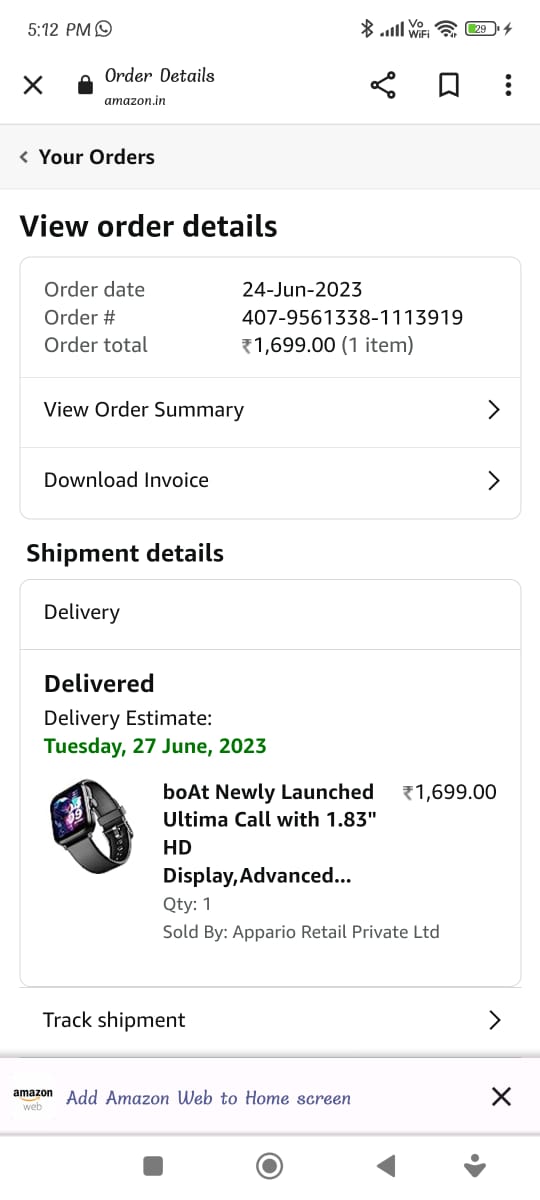 5:12 PM
Vo
WiFi
29
Order Details
amazon.in
Your Orders
View order details
Order date 24-Jun-2023
Order # 407-9561338-1113919
Order total ₹1,699.00 (1 item)
View Order Summary
Download Invoice
Shipment details
Delivery
Delivered
Delivery Estimate:
Tuesday, 27 June, 2023
boAt Newly Launched ₹1,699.00
Ultima Call with 1.83"
HD
Display,Advanced...
Qty: 1
Sold By: Appario Retail Private Ltd
Track shipment
amazon
web
Add Amazon Web to Home screen